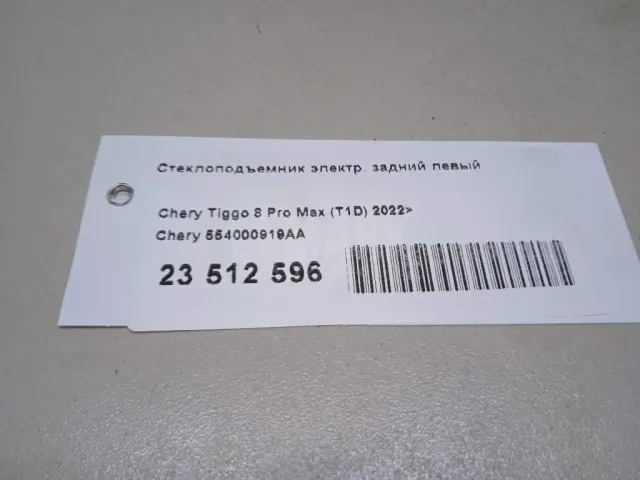 Стеклоподъемник электр. задний левый
Chery Tiggo 8 Pro Max (T1D) 2022>
Chery 554000919AA
23 512 596